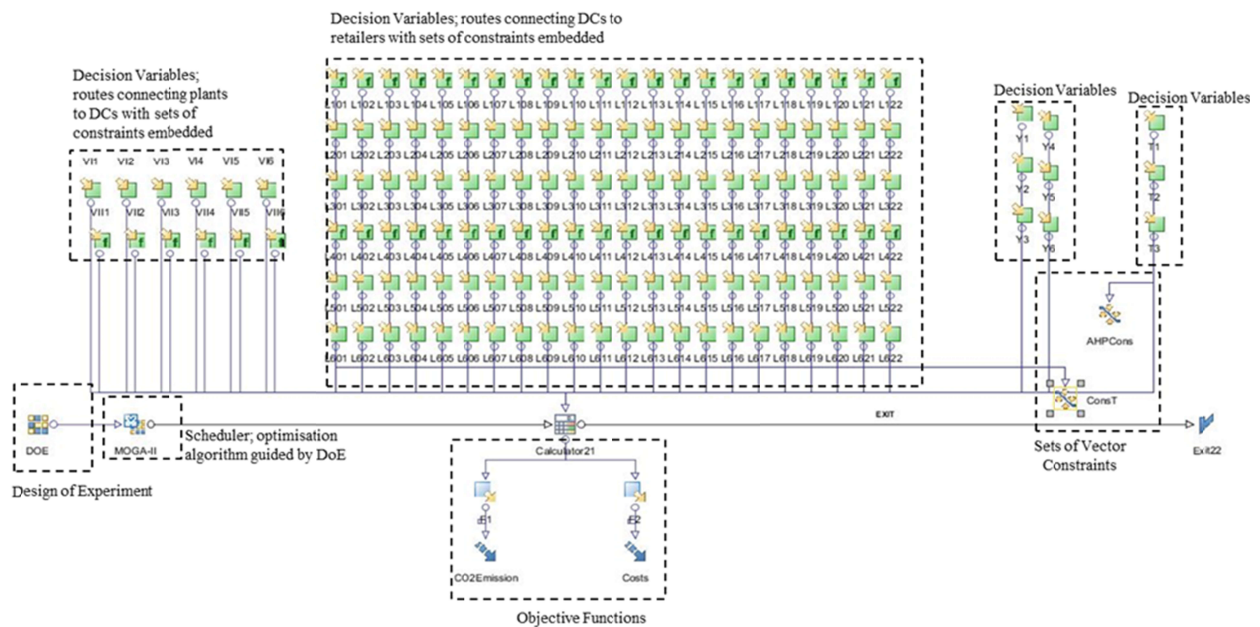 Decision Variables; routes connecting DCs to
retailers with sets of constraints embedded
Decision Variables;
routes connecting plants
to DCs with sets of
constraints embedded
Decision Variables
Decision Variables
VI1 VI2 VI3 VI4 VI5 VI6
VII1 VII2 VII3 VII4 VII5 VII6
L101 L102 L103 L104 L105 L106 L107 L108 L109 L110 L111 L112 L113 L114 L115 L116 L117 L118 L119 L120 L121 L122
L201 L202 L203 L204 L205 L206 L207 L208 L209 L210 L211 L212 L213 L214 L215 L216 L217 L218 L219 L220 L221 L222
L301 L302 L303 L304 L305 L306 L307 L308 L309 L310 L311 L312 L313 L314 L315 L316 L317 L318 L319 L320 L321 L322
L401 L402 L403 L404 L405 L406 L407 L408 L409 L410 L411 L412 L413 L414 L415 L416 L417 L418 L419 L420 L421 L422
L501 L502 L503 L504 L505 L506 L507 L508 L509 L510 L511 L512 L513 L514 L515 L516 L517 L518 L519 L520 L521 L522
L601 L602 L603 L604 L605 L606 L607 L608 L609 L610 L611 L612 L613 L614 L615 L616 L617 L618 L619 L620 L621 L622
Y1 Y4
Y2 Y5
Y3 Y6
T1
T2
T3
AHPCons
ConsT
Sets of Vector
Constraints
DOE
MOGA-II
Scheduler; optimisation
algorithm guided by DoE
Design of Experiment
Calculator21
EXIT
Exit22
F1 F2
CO2Emission
Costs
Objective Functions